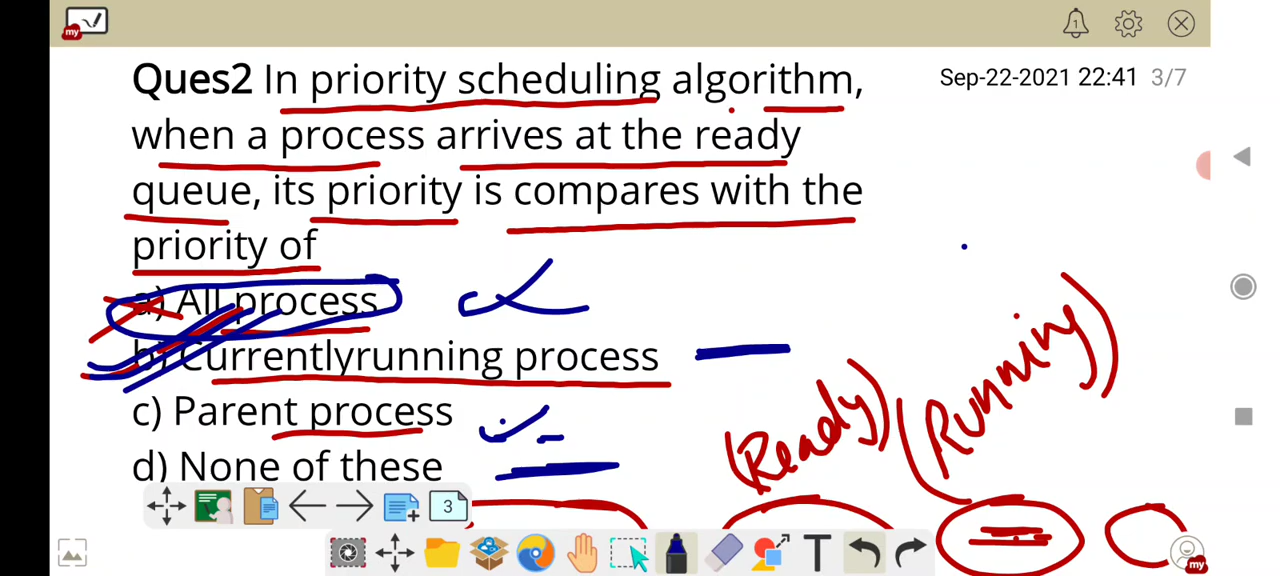 my
Sep-22-2021 22:41 3/7
Ques2 In priority scheduling algorithm,
when a process arrives at the ready
queue, its priority is compares with the
priority of
a) All process
b) Currentlyrunning process
c) Parent process
d) None of these
(Ready)
(Running)
3
T
my